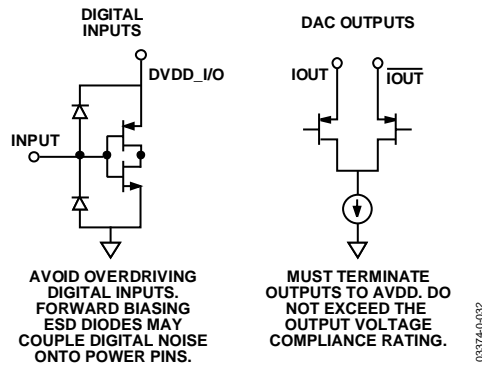 DIGITAL
INPUTS
DVDD_I/O
INPUT
AVOID OVERDRIVING
DIGITAL INPUTS.
FORWARD BIASING
ESD DIODES MAY
COUPLE DIGITAL NOISE
ONTO POWER PINS.
DAC OUTPUTS
IOUT
IOUT
MUST TERMINATE
OUTPUTS TO AVDD. DO
NOT EXCEED THE
OUTPUT VOLTAGE
COMPLIANCE RATING.
03374-0-032